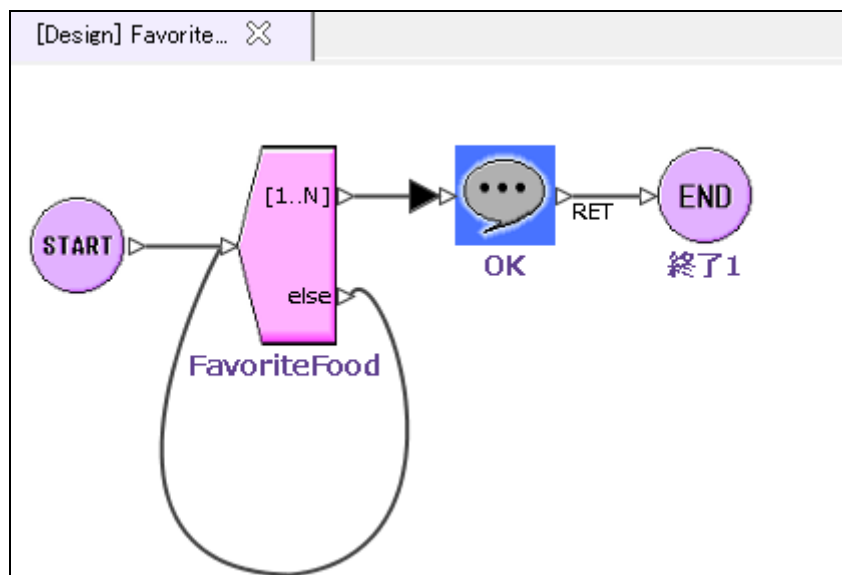 [Design] Favorite...
START
[1..N]
else
FavoriteFood
OK
RET
END
終了1